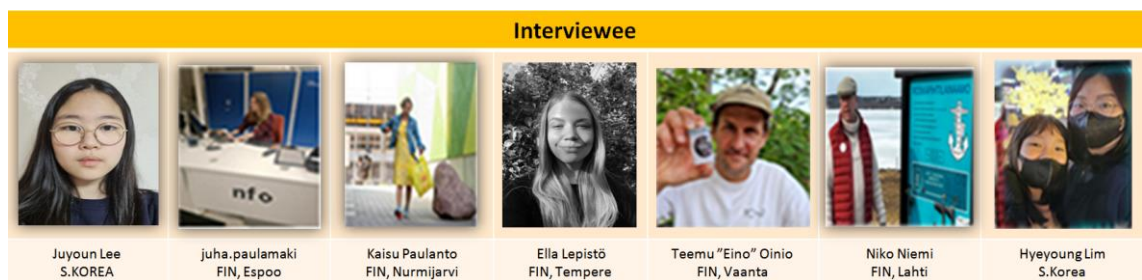 Interviewee
nfo
Juyoun Lee
S.KOREA
juha.paulamaki
FIN, Espoo
Kaisu Paulanto
FIN, Nurmijarvi
Ella Lepistö
FIN, Tempere
Teemu ”Eino” Oinio
FIN, Vaanta
Niko Niemi
FIN, Lahti
Hyeyoung Lim
S.Korea